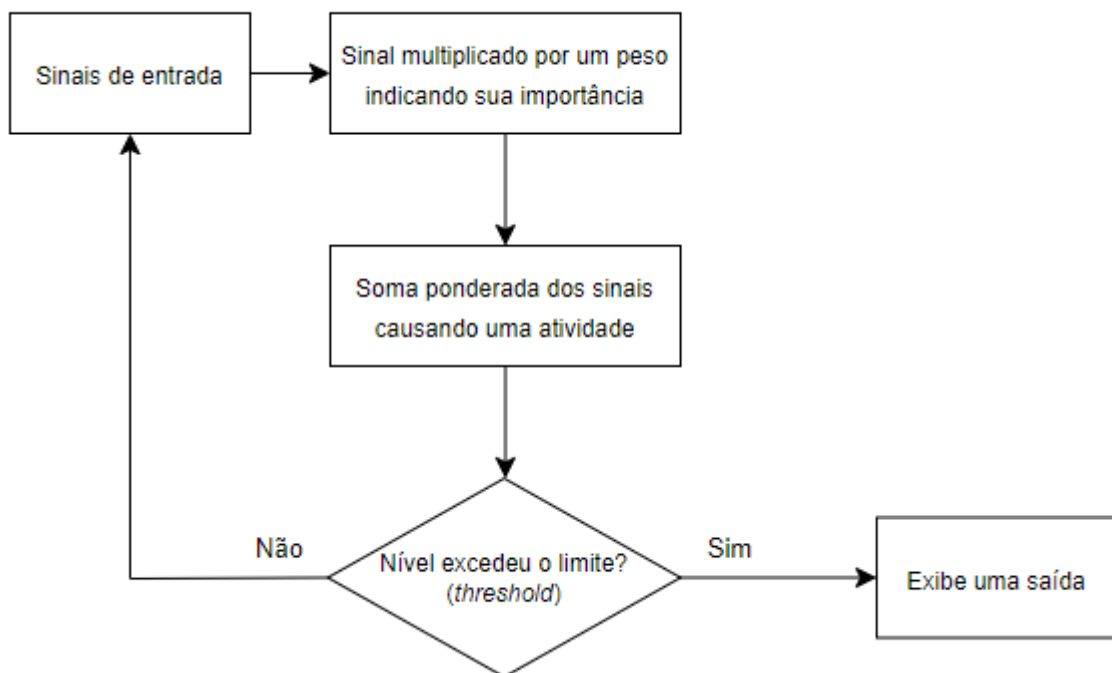 Sinais de entrada
Sinal multiplicado por um peso
indicando sua importância
Soma ponderada dos sinais
causando uma atividade
Não
Nível excedeu o limite?
(threshold)
Sim
Exibe uma saída